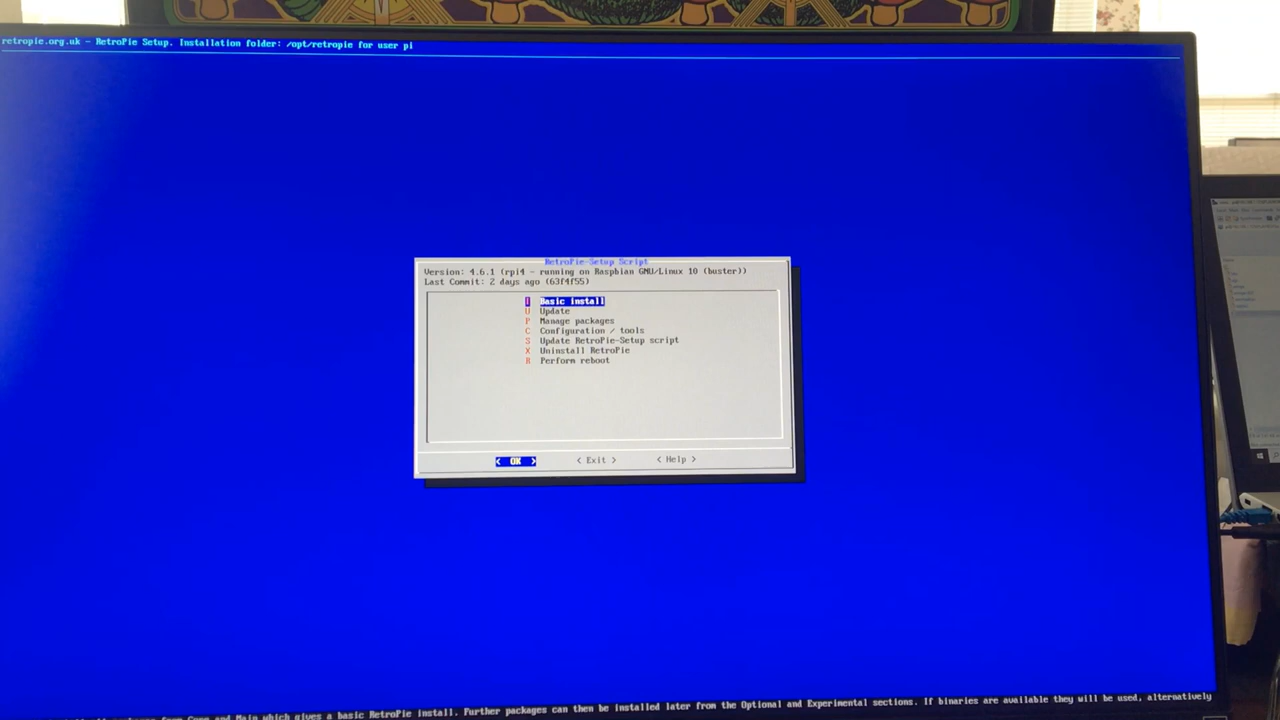 retropie.org.uk - RetroPie Setup. Installation folder: /opt/retropie for user pi
RetroPie-Setup Script
Version: 4.6.1 (rpi4 - running on Raspbian GNU/Linux 10 (buster))
Last Commit: 2 days ago (63f4f55)
I Basic install
U Update
P Manage packages
C Configuration / tools
S Update RetroPie-Setup script
X Uninstall RetroPie
R Perform reboot
< OK > < Exit > < Help >
from Core and Main which gives a basic RetroPie install. Further packages can then be installed later from the Optional and Experimental sections. If binaries are available they will be used, alternatively